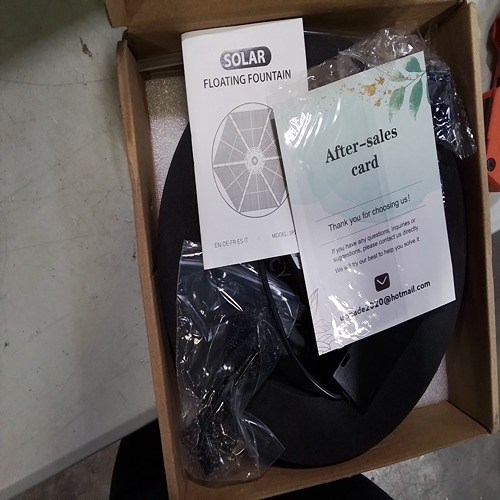 SOLAR
FLOATING FOUNTAIN
EN-DE-FR-ES-IT
MODEL:
After-sales
card
Thank you for choosing us!
If you have any questions, inquiries or
suggestions, please contact us directly
We will try our best to help you solve it.